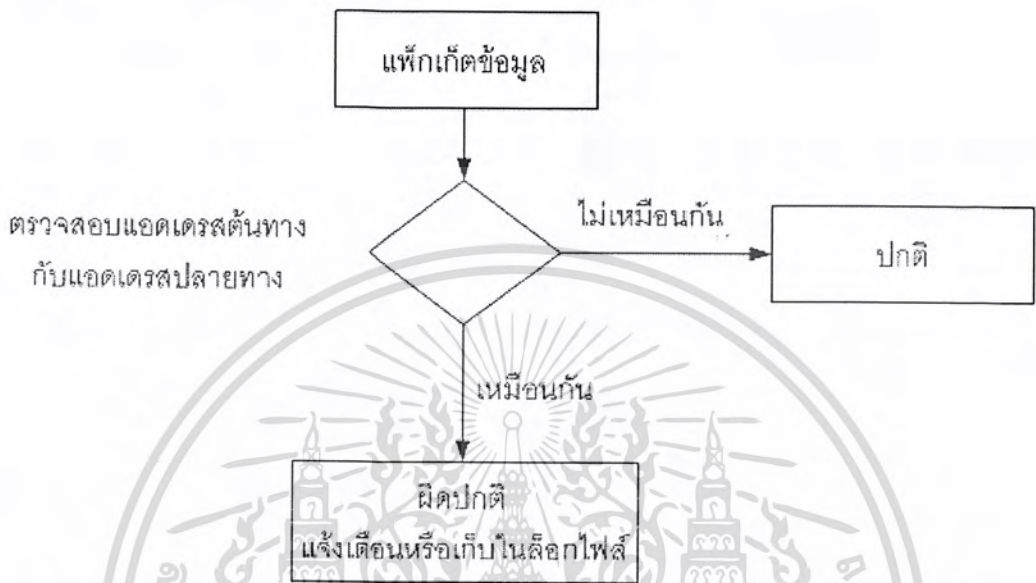 แพ็กเก็ตข้อมูล
ตรวจสอบแอดเดรสต้นทาง
กับแอดเดรสปลายทาง
ไม่เหมือนกัน
ปกติ
เหมือนกัน
ผิดปกติ
แจ้งเตือนหรือเก็บในล็อกไฟล์